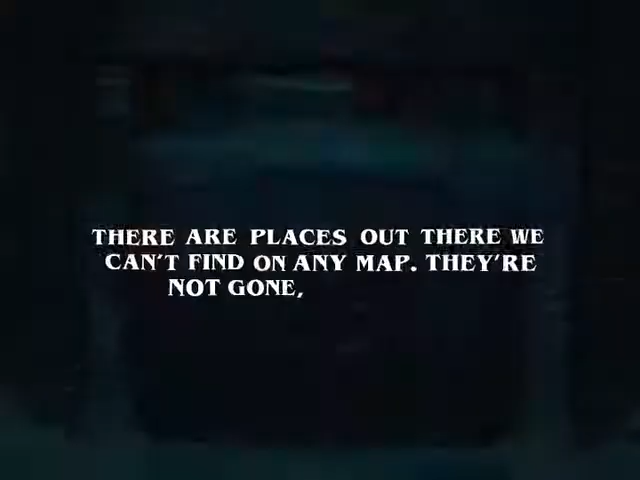 THERE ARE PLACES OUT THERE WE
CAN'T FIND ON ANY MAP. THEY'RE
NOT GONE,